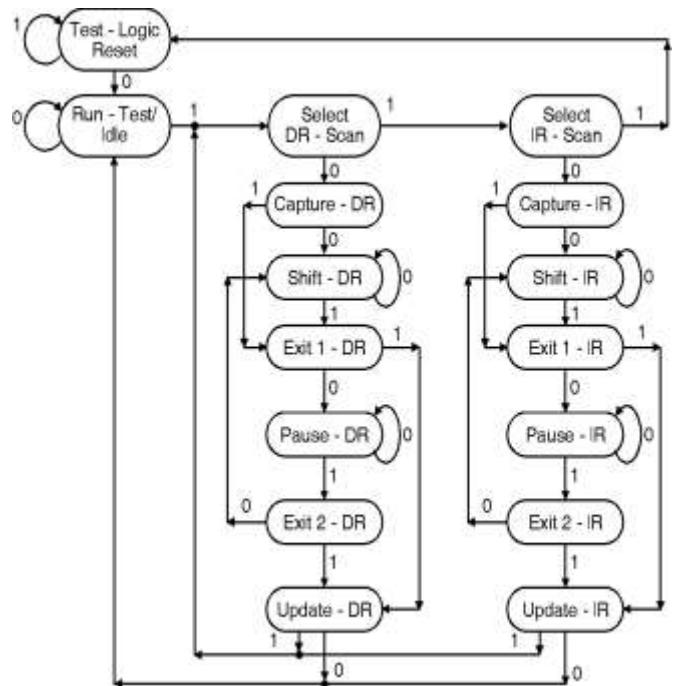 1
Test - Logic
Reset
0
0
Run - Test/
Idle
1
Select
DR - Scan
1
Select
IR - Scan
1
0
0
1
Capture - DR
1
Capture - IR
0
0
Shift - DR
0
Shift - IR
0
1
1
Exit 1 - DR
1
Exit 1 - IR
1
0
0
Pause - DR
0
Pause - IR
0
1
1
0
Exit 2 - DR
0
Exit 2 - IR
1
1
Update - DR
Update - IR
1
0
1
0